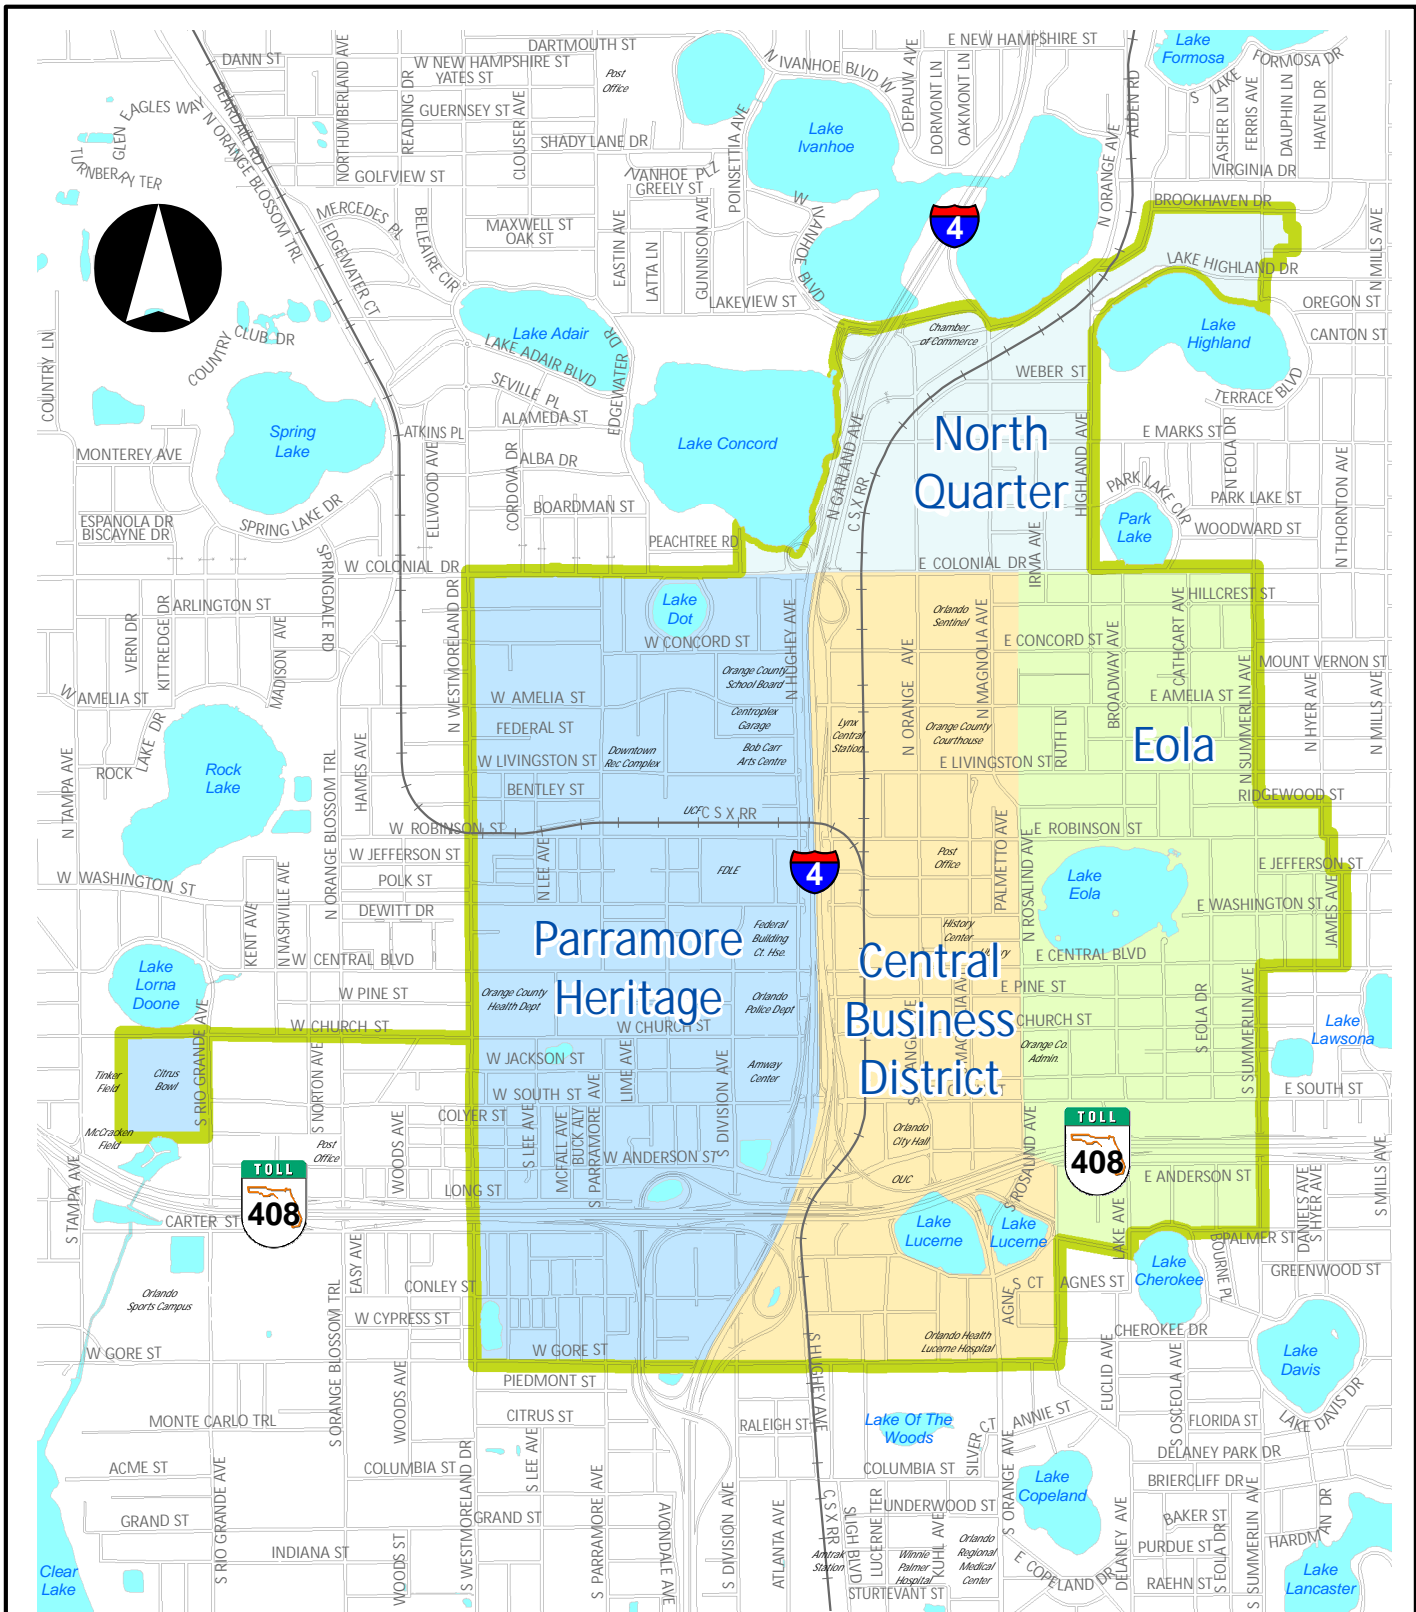 DARTMOUTH ST
E NEW HAMPSHIRE ST
Lake
Formosa
FORMOSA DR
DANN ST
W NEW HAMPSHIRE ST
YATES ST
Post
Office
N IVANHOE BLVD W
DEPAUW AVE
DORMONT LN
OAKMONT LN
ALDEN RD
S LAKE
ASHER LN
FERRIS AVE
DAUPHIN LN
HAVEN DR
GLEN EAGLES WAY
BEARDALL RD
N ORANGE BLOSSOM TRL
NORTHUMBERLAND AVE
READING DR
GUERNSEY ST
CLOUSER AVE
SHADY LANE DR
POINSETTIA AVE
Lake
Ivanhoe
TURNBERRY TER
GOLFVIEW ST
IVANHOE PLZ
GREELY ST
VIRGINIA DR
BROOKHAVEN DR
N ORANGE AVE
MERCEDES PL
EDGEWATER CT
BELLEAIRE CIR
MAXWELL ST
OAK ST
EASTIN AVE
LATTA LN
GUNNISON AVE
W IVANHOE BLVD
4
LAKE HIGHLAND DR
N MILLS AVE
LAKEVIEW ST
OREGON ST
CANTON ST
COUNTRY CLUB DR
COUNTRY LN
Lake Adair
LAKE ADAIR BLVD
EDGEWATER DR
Chamber
of Commerce
Lake
Highland
SEVILLE PL
WEBER ST
TERRACE BLVD
ALAMEDA ST
Spring
Lake
ATKINS PL
Lake Concord
N GARLAND AVE
North
Quarter
HIGHLAND AVE
E MARKS ST
N EOLA DR
MONTEREY AVE
ELLWOOD AVE
CORDOVA DR
ALBA DR
C S X RR
PARK LAKE CIR
PARK LAKE ST
N THORNTON AVE
ESPANOLA DR
BISCAYNE DR
SPRING LAKE DR
BOARDMAN ST
PEACHTREE RD
Park
Lake
WOODWARD ST
SPRINGDALE RD
W COLONIAL DR
E COLONIAL DR
IRMA AVE
ARLINGTON ST
VERN DR
KITTREDGE DR
MADISON AVE
N WESTMORELAND DR
Lake
Dot
W CONCORD ST
N HUGHEY AVE
Orlando
Sentinel
N MAGNOLIA AVE
E CONCORD ST
HILLCREST ST
BROADWAY AVE
CATHCART AVE
N SUMMERLIN AVE
MOUNT VERNON ST
Orange County
School Board
W AMELIA ST
W AMELIA ST
E AMELIA ST
FEDERAL ST
Centroplex
Garage
Lynx
Central
Station
N ORANGE AVE
Orange County
Courthouse
RUTH LN
Eola
N HYER AVE
N MILLS AVE
LAKE DR
ROCK
Rock
Lake
N TAMPA AVE
N ORANGE BLOSSOM TRL
HAMES AVE
W LIVINGSTON ST
Downtown
Rec Complex
Bob Carr
Arts Centre
E LIVINGSTON ST
BENTLEY ST
RIDGEWOOD ST
UCF
C S X RR
W ROBINSON ST
E ROBINSON ST
W JEFFERSON ST
N LEE AVE
FDLE
4
Post
Office
PALMETTO AVE
N ROSALIND AVE
Lake
Eola
E JEFFERSON ST
W WASHINGTON ST
POLK ST
DEWITT DR
E WASHINGTON ST
JAMES AVE
KENT AVE
N NASHVILLE AVE
Parramore
Heritage
Federal
Building
Ct. Hse.
History
Center
Central
Business
District
W CENTRAL BLVD
E CENTRAL BLVD
Lake
Lorna
Doone
W PINE ST
Orange County
Health Dept
Orlando
Police Dept
E PINE ST
S RIO GRANDE AVE
W CHURCH ST
W CHURCH ST
CHURCH ST
S EOLA DR
S SUMMERLIN AVE
Lake
Lawsona
W JACKSON ST
Orange Co.
Admin.
Tinker
Field
Citrus
Bowl
S NORTON AVE
LIME AVE
S DIVISION AVE
Amway
Center
W SOUTH ST
E SOUTH ST
COLYER ST
McCracken
Field
Post
Office
WOODS AVE
S LEE AVE
MCFALL AVE
BUCK ALY
S PARRAMORE AVE
W ANDERSON ST
Orlando
City Hall
TOLL
408
S ROSALIND AVE
E ANDERSON ST
TOLL
408
LONG ST
OUC
S TAMPA AVE
CARTER ST
Lake
Lucerne
Lake
Lucerne
LAKE AVE
PALMER ST
DANIELS AVE
S HYER AVE
S MILLS AVE
EASY AVE
CONLEY ST
AGNES CT
AGNES ST
Lake
Cherokee
BOURNE PL
GREENWOOD ST
Orlando
Sports Campus
W CYPRESS ST
S ORANGE BLOSSOM TRL
W GORE ST
W GORE ST
S HUGHEY AVE
Orlando Health
Lucerne Hospital
CHEROKEE DR
EUCLID AVE
S OSCEOLA AVE
Lake
Davis
PIEDMONT ST
CITRUS ST
MONTE CARLO TRL
WOODS AVE
RALEIGH ST
Lake Of The
Woods
SILVER CT
ANNIE ST
FLORIDA ST
LAKE DAVIS DR
DELANEY PARK DR
ACME ST
COLUMBIA ST
S LEE AVE
COLUMBIA ST
Lake
Copeland
BRIERCLIFF DR
S RIO GRANDE AVE
S WESTMORELAND DR
GRAND ST
GRAND ST
S PARRAMORE AVE
AVONDALE AVE
S DIVISION AVE
ATLANTA AVE
C S X RR
SLIGH BLVD
LUCERNE TER
UNDERWOOD ST
KUHL AVE
S ORANGE AVE
DELANEY AVE
BAKER ST
S EOLA DR
S SUMMERLIN AVE
HARDMAN DR
INDIANA ST
WOODS ST
Amtrak
Station
Winnie
Palmer
Hospital
Orlando
Regional
Medical
Center
PURDUE ST
E COPELAND DR
RAEHN ST
STURTEVANT ST
Clear
Lake
Lake
Lancaster